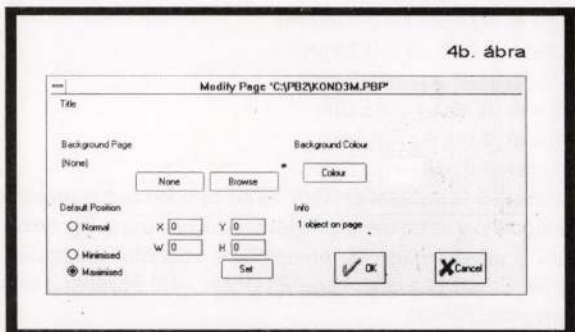 4b. ábra
Modify Page 'C:\PB2\KOND3M.PBP'
Title
Background Page
(None)
None
Browse
Background Colour
Colour
Default Position
Normal
Minimised
Maximised
X 0 Y 0
W 0 H 0
Set
Info
1 object on page
OK
Cancel